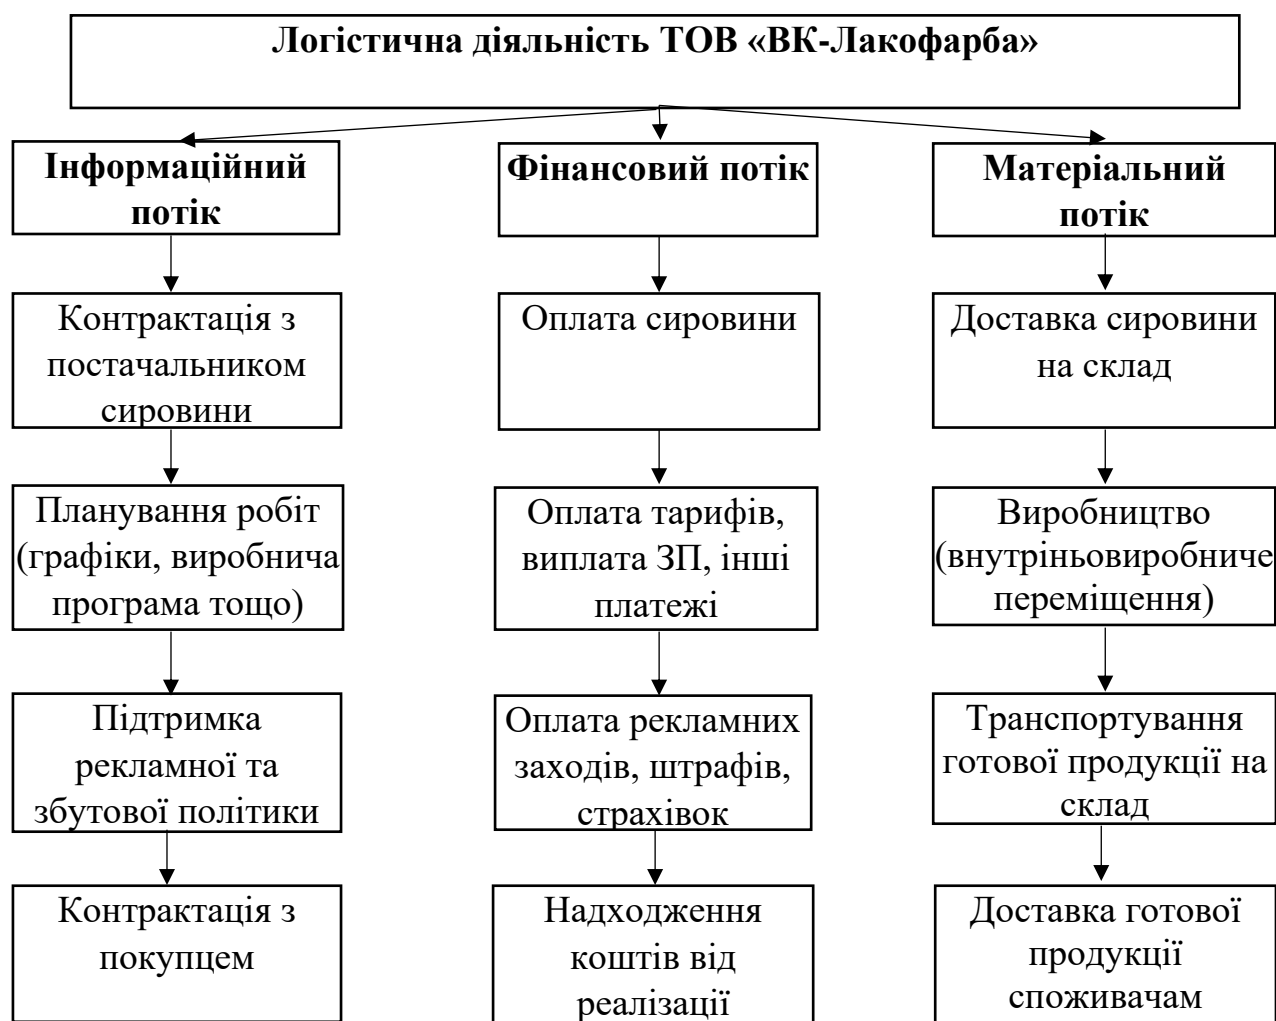 Логістична діяльність ТОВ «ВК-Лакофарба»
Інформаційний
потік
Фінансовий потік
Матеріальний
потік
Контрактація з
постачальником
сировини
Оплата сировини
Доставка сировини
на склад
Планування робіт
(графіки, виробнича
програма тощо)
Оплата тарифів,
виплата ЗП, інші
платежі
Виробництво
(внутріньовиробниче
переміщення)
Підтримка
рекламної та
збутової політики
Оплата рекламних
заходів, штрафів,
страхівок
Транспортування
готової продукції на
склад
Контрактація з
покупцем
Надходження
коштів від
реалізації
Доставка готової
продукції
споживачам